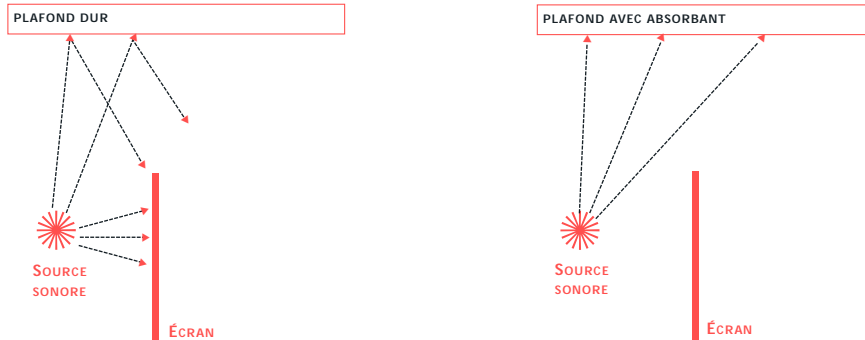 PLAFOND DUR
SOURCE
SONORE
ÉCRAN
PLAFOND AVEC ABSORBANT
SOURCE
SONORE
ÉCRAN